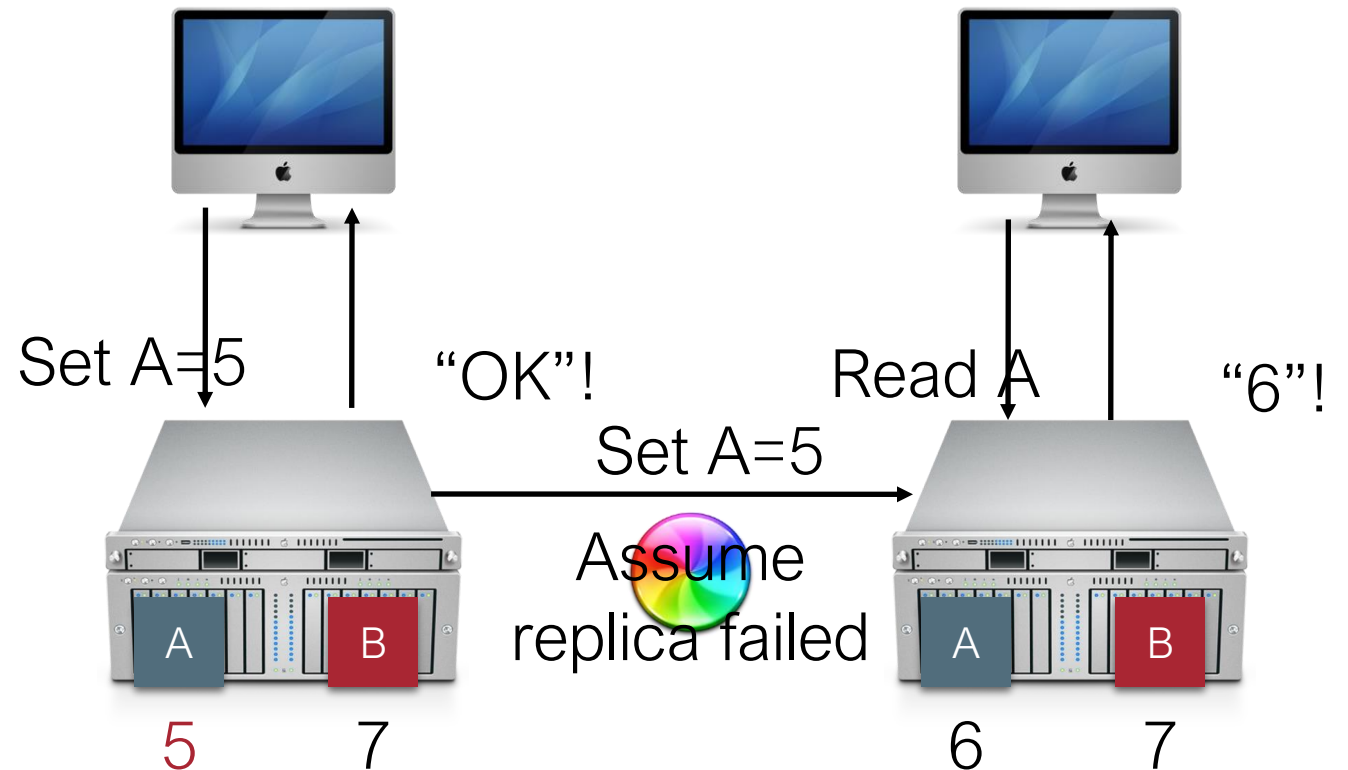 Set A=5
“OK”!
Read A
“6”!
Set A=5
Assume
replica failed
A
B
A
B
5
7
6
7